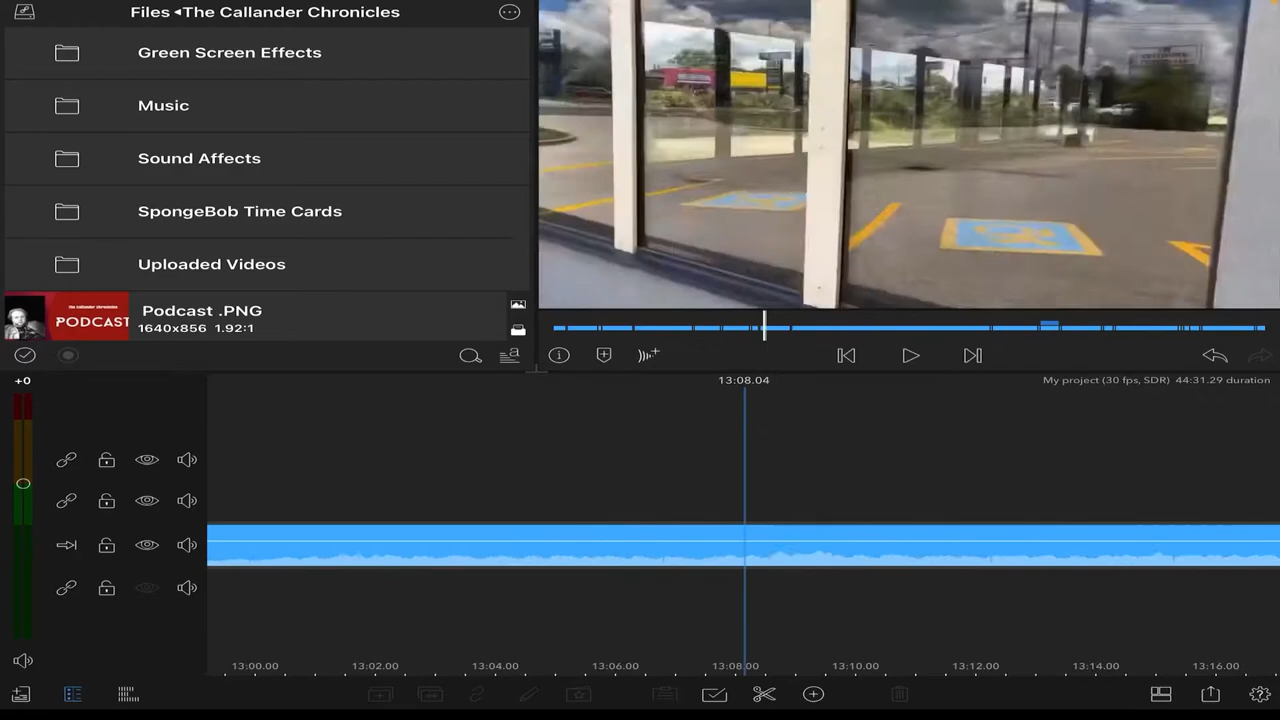 Files ◂The Callander Chronicles
Green Screen Effects
Music
Sound Affects
SpongeBob Time Cards
Uploaded Videos
The Callander Chronicles
PODCAST
Podcast .PNG
1640x856 1.92:1
+0
13:08.04
My project (30 fps, SDR) 44:31.29 duration
13:00.00
13:02.00
13:04.00
13:06.00
13:08.00
13:10.00
13:12.00
13:14.00
13:16.00